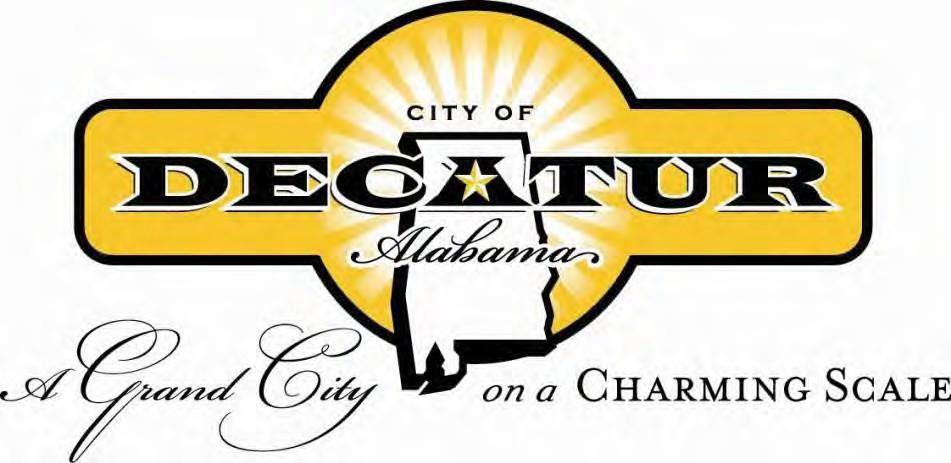 CITY OF
DECATUR
Alabama
A Grand City on a CHARMING SCALE